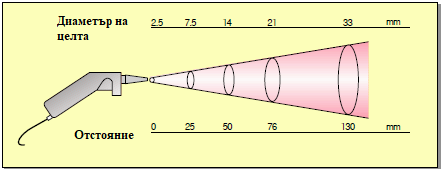 Диаметър на
целта
2.5 7.5 14 21 33 mm
Отстояние
0 25 50 76 130 mm